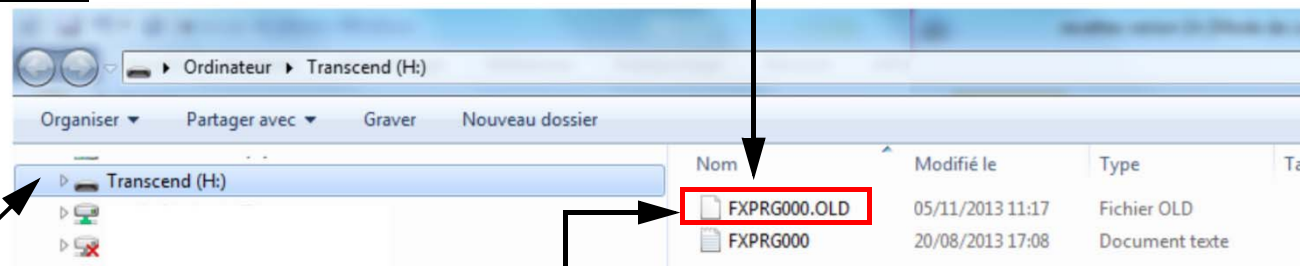 Ordinateur Transcend (H:)
Organiser Partager avec Graver Nouveau dossier
Transcend (H:)
Nom Modifié le Type
FXPRG000.OLD 05/11/2013 11:17 Fichier OLD
FXPRG000 20/08/2013 17:08 Document texte